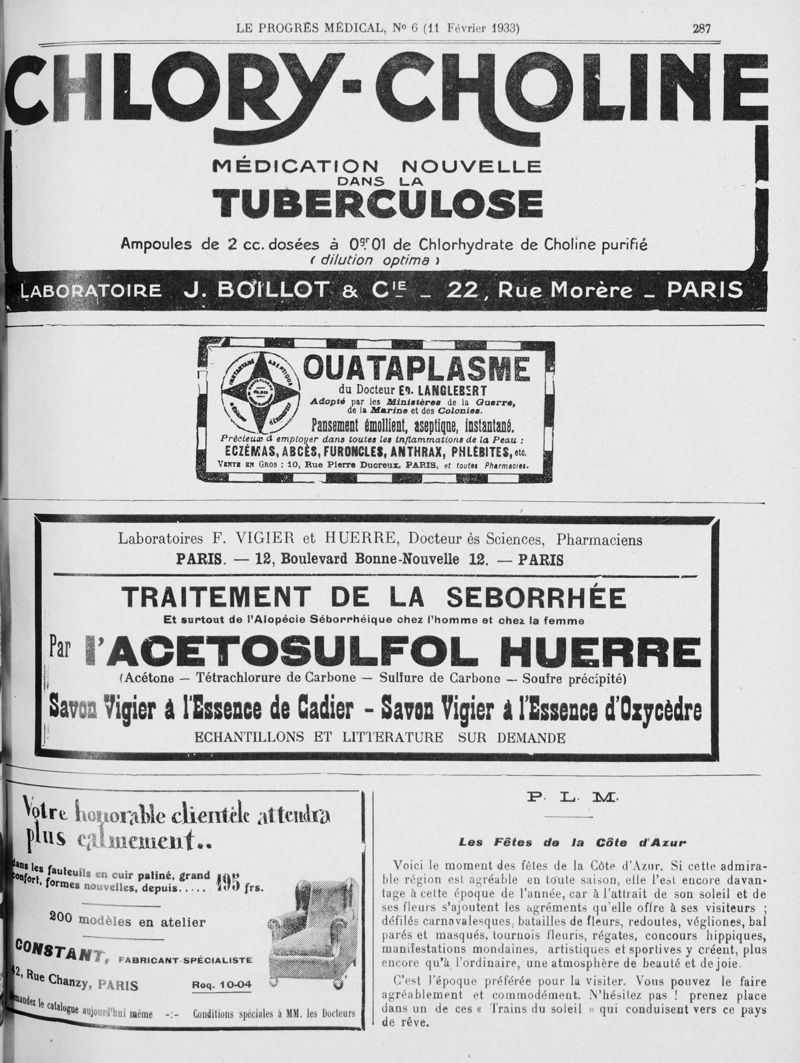 LE PROGRÈS MÉDICAL, Nº 6 (11 Février 1933) 287
CHLORY-CHOLINE
MÉDICATION NOUVELLE
DANS LA
TUBERCULOSE
Ampoules de 2 cc. dosées à 0gr.01 de Chlorhydrate de Choline purifié
(dilution optima)
LABORATOIRE J. BOILLOT & CIE _ 22, Rue Morère _ PARIS
INSTANTANÉ ASEPTIQUE
OUATAPLASME
du Docteur ED. LANGLEBERT
Adopté par les Ministères de la Guerre,
de la Marine et des Colonies.
Pansement émollient, aseptique, instantané.
Précieux à employer dans toutes les inflammations de la Peau :
ECZÉMAS, ABCÈS, FURONCLES, ANTHRAX, PHLÉBITES, etc.
VENTE EN GROS : 10, Rue Pierre Ducreux, PARIS, et toutes Pharmacies.
Laboratoires F. VIGIER et HUERRE, Docteur ès Sciences, Pharmaciens
PARIS. — 12, Boulevard Bonne-Nouvelle 12. — PARIS
TRAITEMENT DE LA SEBORRHÉE
Et surtout de l'Alopécie Séborrhéique chez l'homme et chez la femme
Par l'ACETOSULFOL HUERRE
(Acétone — Tétrachlorure de Carbone — Sulfure de Carbone — Soufre précipité)
Savon Vigier à l'Essence de Cadier - Savon Vigier à l'Essence d'Oxycèdre
ECHANTILLONS ET LITTERATURE SUR DEMANDE
Votre honorable clientèle attendra
plus calmement..
dans les fauteuils en cuir patiné, grand
confort, formes nouvelles, depuis..... 195 frs.
200 modèles en atelier
CONSTANT, FABRICANT-SPÉCIALISTE
42, Rue Chanzy, PARIS Roq. 10-04
Demandez le catalogue aujourd'hui même -:- Conditions spéciales à MM. les Docteurs
P. L. M.
Les Fêtes de la Côte d'Azur
Voici le moment des fêtes de la Côte d'Azur. Si cette admira-
ble région est agréable en toute saison, elle l'est encore davan-
tage à cette époque de l'année, car à l'attrait de son soleil et de
ses fleurs s'ajoutent les agréments qu'elle offre à ses visiteurs ;
défilés carnavalesques, batailles de fleurs, redoutes, végliones, bal
parés et masqués, tournois fleuris, régates, concours hippiques,
manifestations mondaines, artistiques et sportives y créent, plus
encore qu'à l'ordinaire, une atmosphère de beauté et de joie.
C'est l'époque préférée pour la visiter. Vous pouvez le faire
agréablement et commodément. N'hésitez pas ! prenez place
dans un de ces « Trains du soleil » qui conduisent vers ce pays
de rêve.